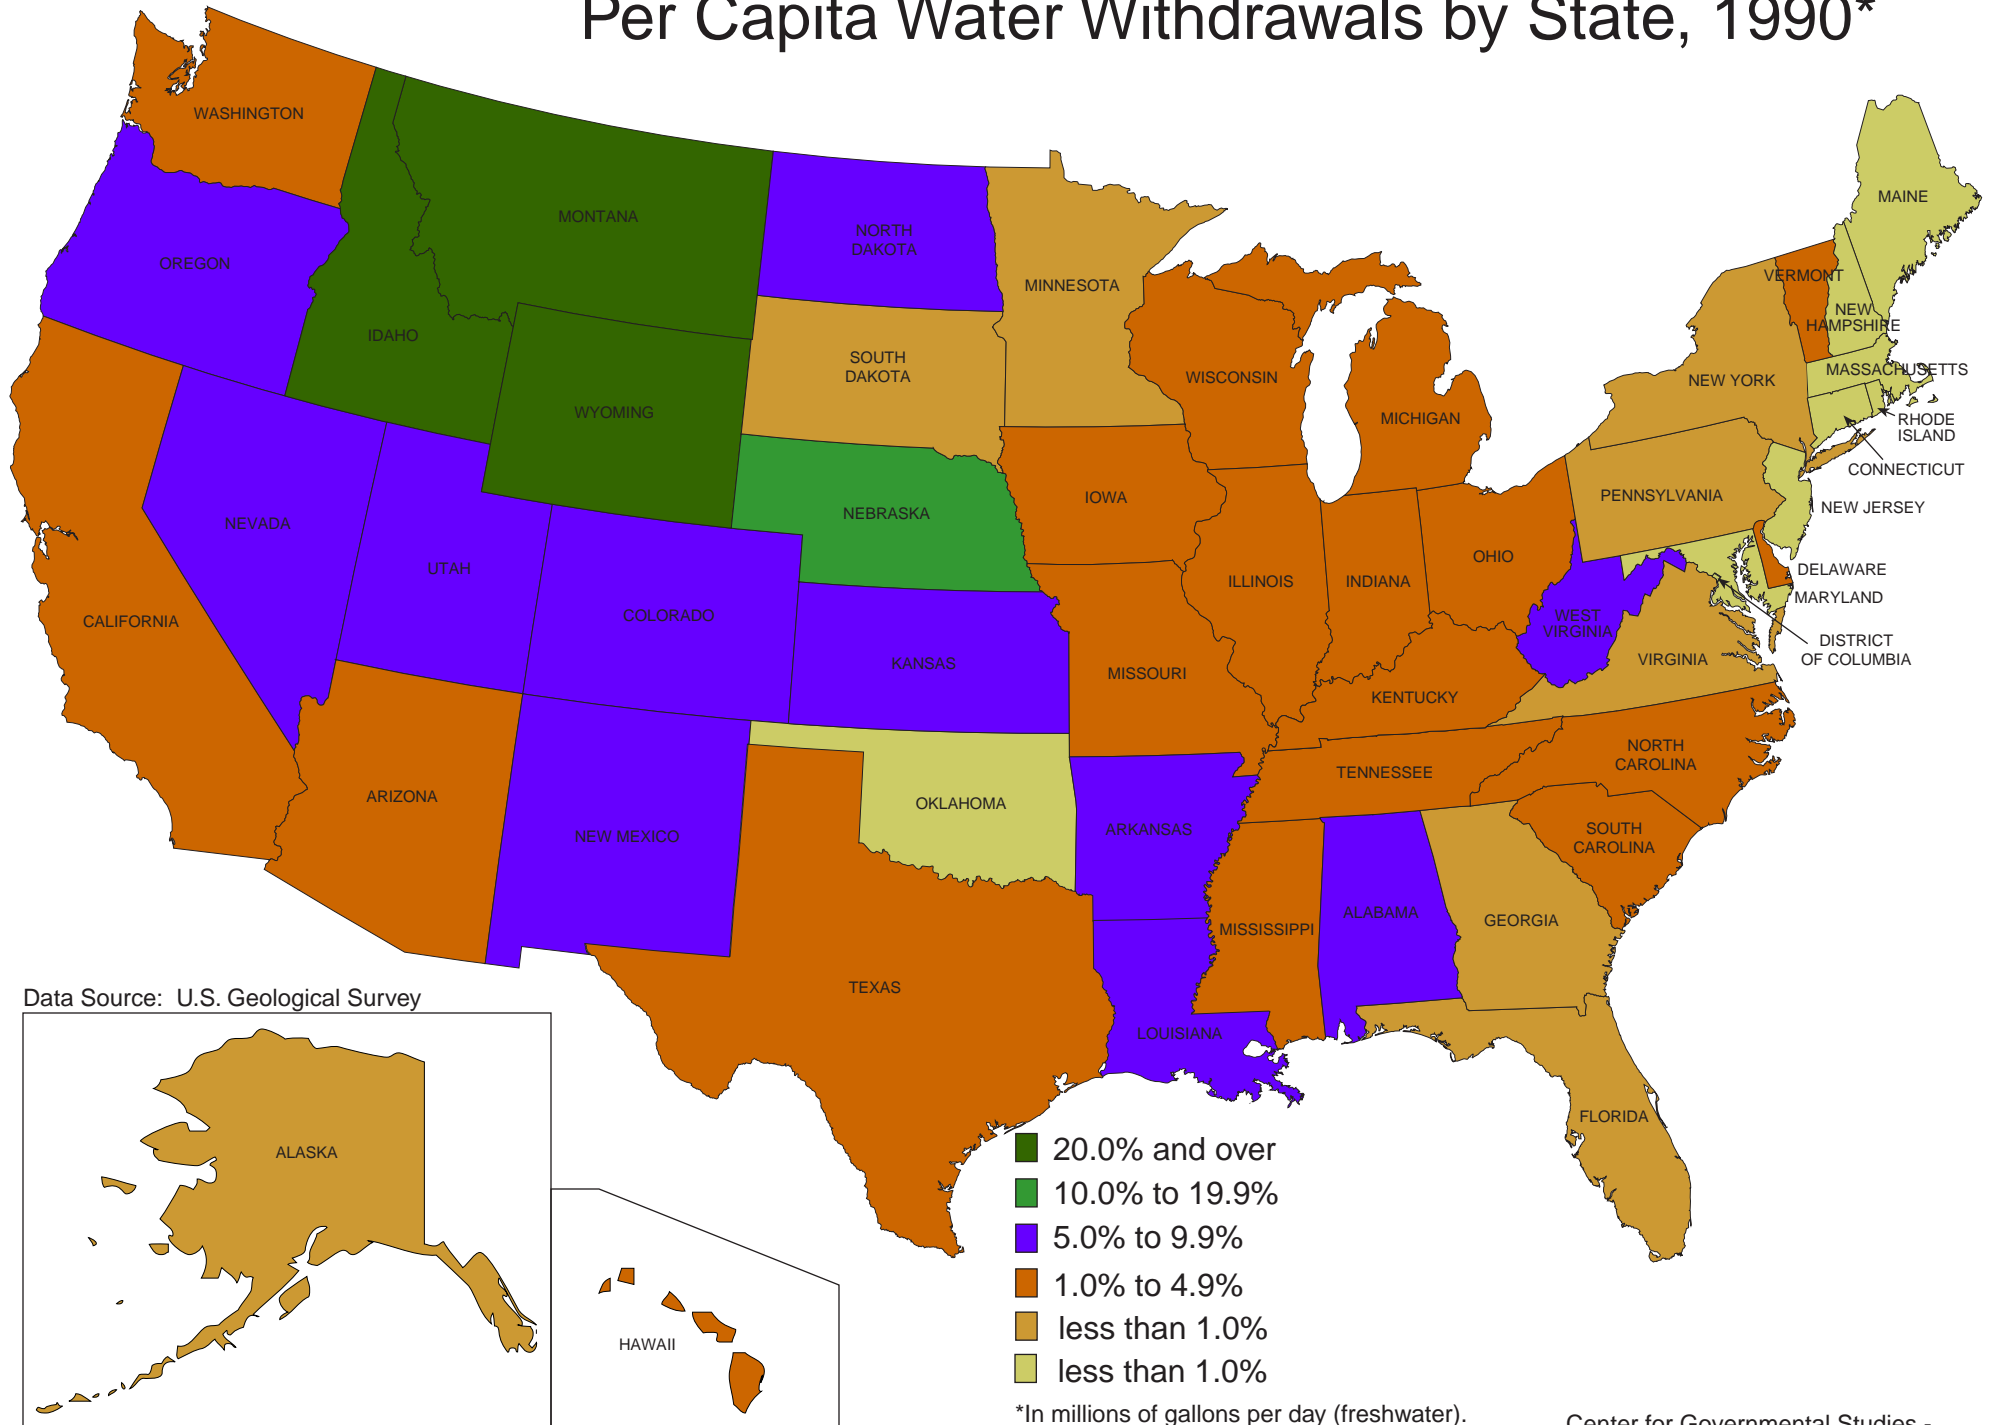 Per Capita Water Withdrawals by State, 1990*
WASHINGTON
MONTANA
NORTH
DAKOTA
MINNESOTA
MAINE
OREGON
IDAHO
WYOMING
SOUTH
DAKOTA
WISCONSIN
MICHIGAN
NEW YORK
VERMONT
NEW
HAMPSHIRE
MASSACHUSETTS
RHODE
ISLAND
CONNECTICUT
NEW JERSEY
PENNSYLVANIA
NEVADA
UTAH
COLORADO
NEBRASKA
IOWA
ILLINOIS
INDIANA
OHIO
DELAWARE
MARYLAND
DISTRICT
OF COLUMBIA
WEST
VIRGINIA
VIRGINIA
CALIFORNIA
KANSAS
MISSOURI
KENTUCKY
ARIZONA
NEW MEXICO
OKLAHOMA
ARKANSAS
TENNESSEE
NORTH
CAROLINA
SOUTH
CAROLINA
MISSISSIPPI
ALABAMA
GEORGIA
TEXAS
LOUISIANA
FLORIDA
Data Source: U.S. Geological Survey
ALASKA
HAWAII
20.0% and over
10.0% to 19.9%
5.0% to 9.9%
1.0% to 4.9%
less than 1.0%
less than 1.0%
*In millions of gallons per day (freshwater).
Center for Governmental Studies -